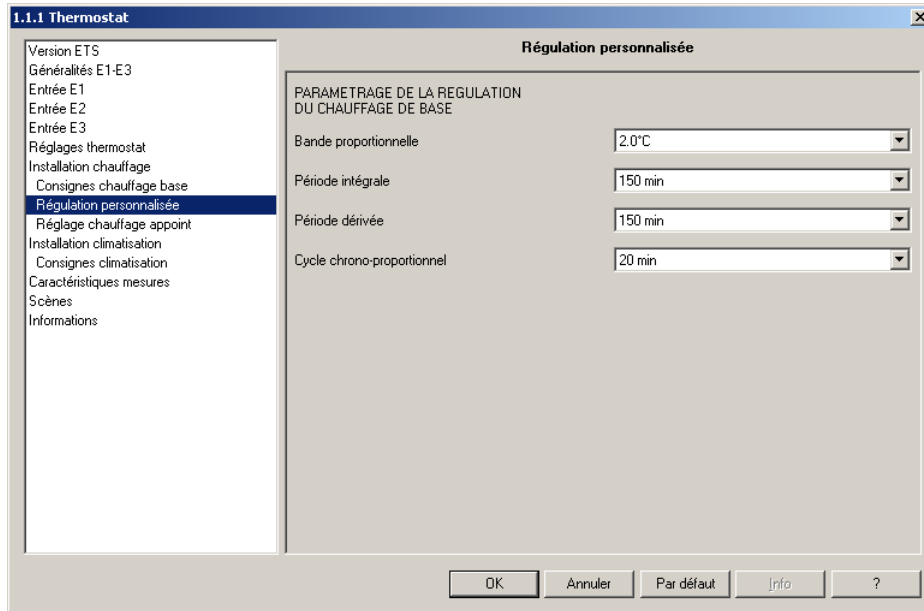 1.1.1 Thermostat
Version ETS
Généralités E1-E3
Entrée E1
Entrée E2
Entrée E3
Réglages thermostat
Installation chauffage
Consignes chauffage base
Régulation personnalisée
Réglage chauffage appoint
Installation climatisation
Consignes climatisation
Caractéristiques mesures
Scènes
Informations
Régulation personnalisée
PARAMETRAGE DE LA REGULATION
DU CHAUFFAGE DE BASE
Bande proportionnelle 2.0°C
Période intégrale 150 min
Période dérivée 150 min
Cycle chrono-proportionnel 20 min
OK Annuler Par défaut Info ?